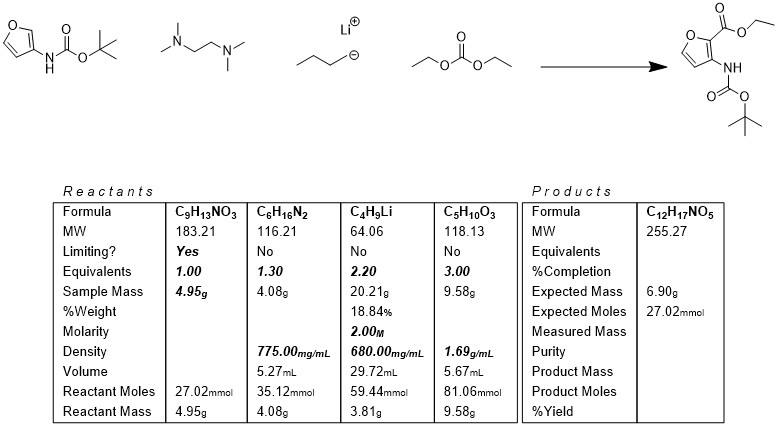 O O O O
N H O
N N
Li⊕
⊖
O O O
O O O
NH
O O
Reactants Products
Formula C9H13NO3 C6H16N2 C4H9Li C5H10O3 Formula C12H17NO5
MW 183.21 116.21 64.06 118.13 MW 255.27
Limiting? Yes No No No Equivalents
Equivalents 1.00 1.30 2.20 3.00 %Completion
Sample Mass 4.95g 4.08g 20.21g 9.58g Expected Mass 6.90g
%Weight 18.84% Expected Moles 27.02mmol
Molarity 2.00M Measured Mass
Density 775.00mg/mL 680.00mg/mL 1.69g/mL Purity
Volume 5.27mL 29.72mL 5.67mL Product Mass
Reactant Moles 27.02mmol 35.12mmol 59.44mmol 81.06mmol Product Moles
Reactant Mass 4.95g 4.08g 3.81g 9.58g %Yield